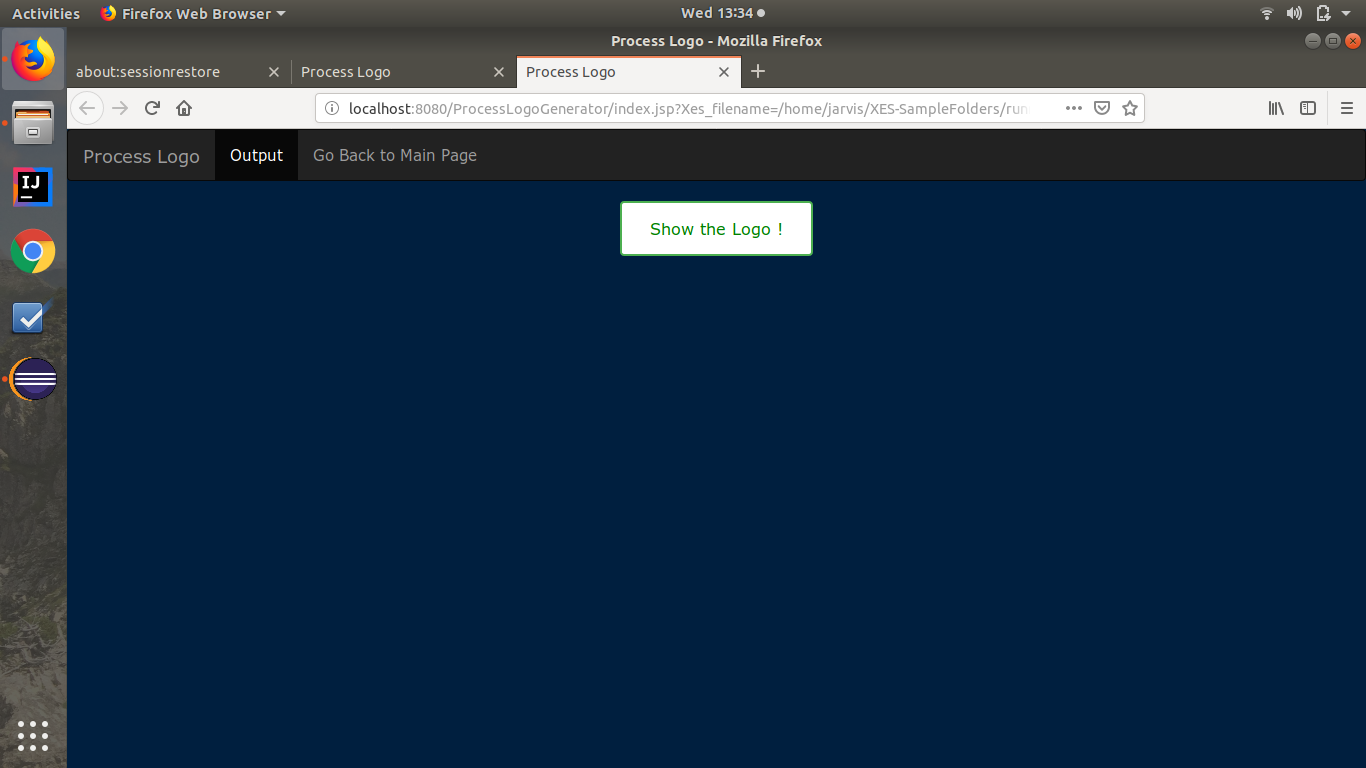 Activities Firefox Web Browser Wed 13:34
Process Logo - Mozilla Firefox
about:sessionrestore Process Logo Process Logo
localhost:8080/ProcessLogoGenerator/index.jsp?Xes_filename=/home/jarvis/XES-SampleFolders/run
Process Logo Output Go Back to Main Page
Show the Logo !
IJ